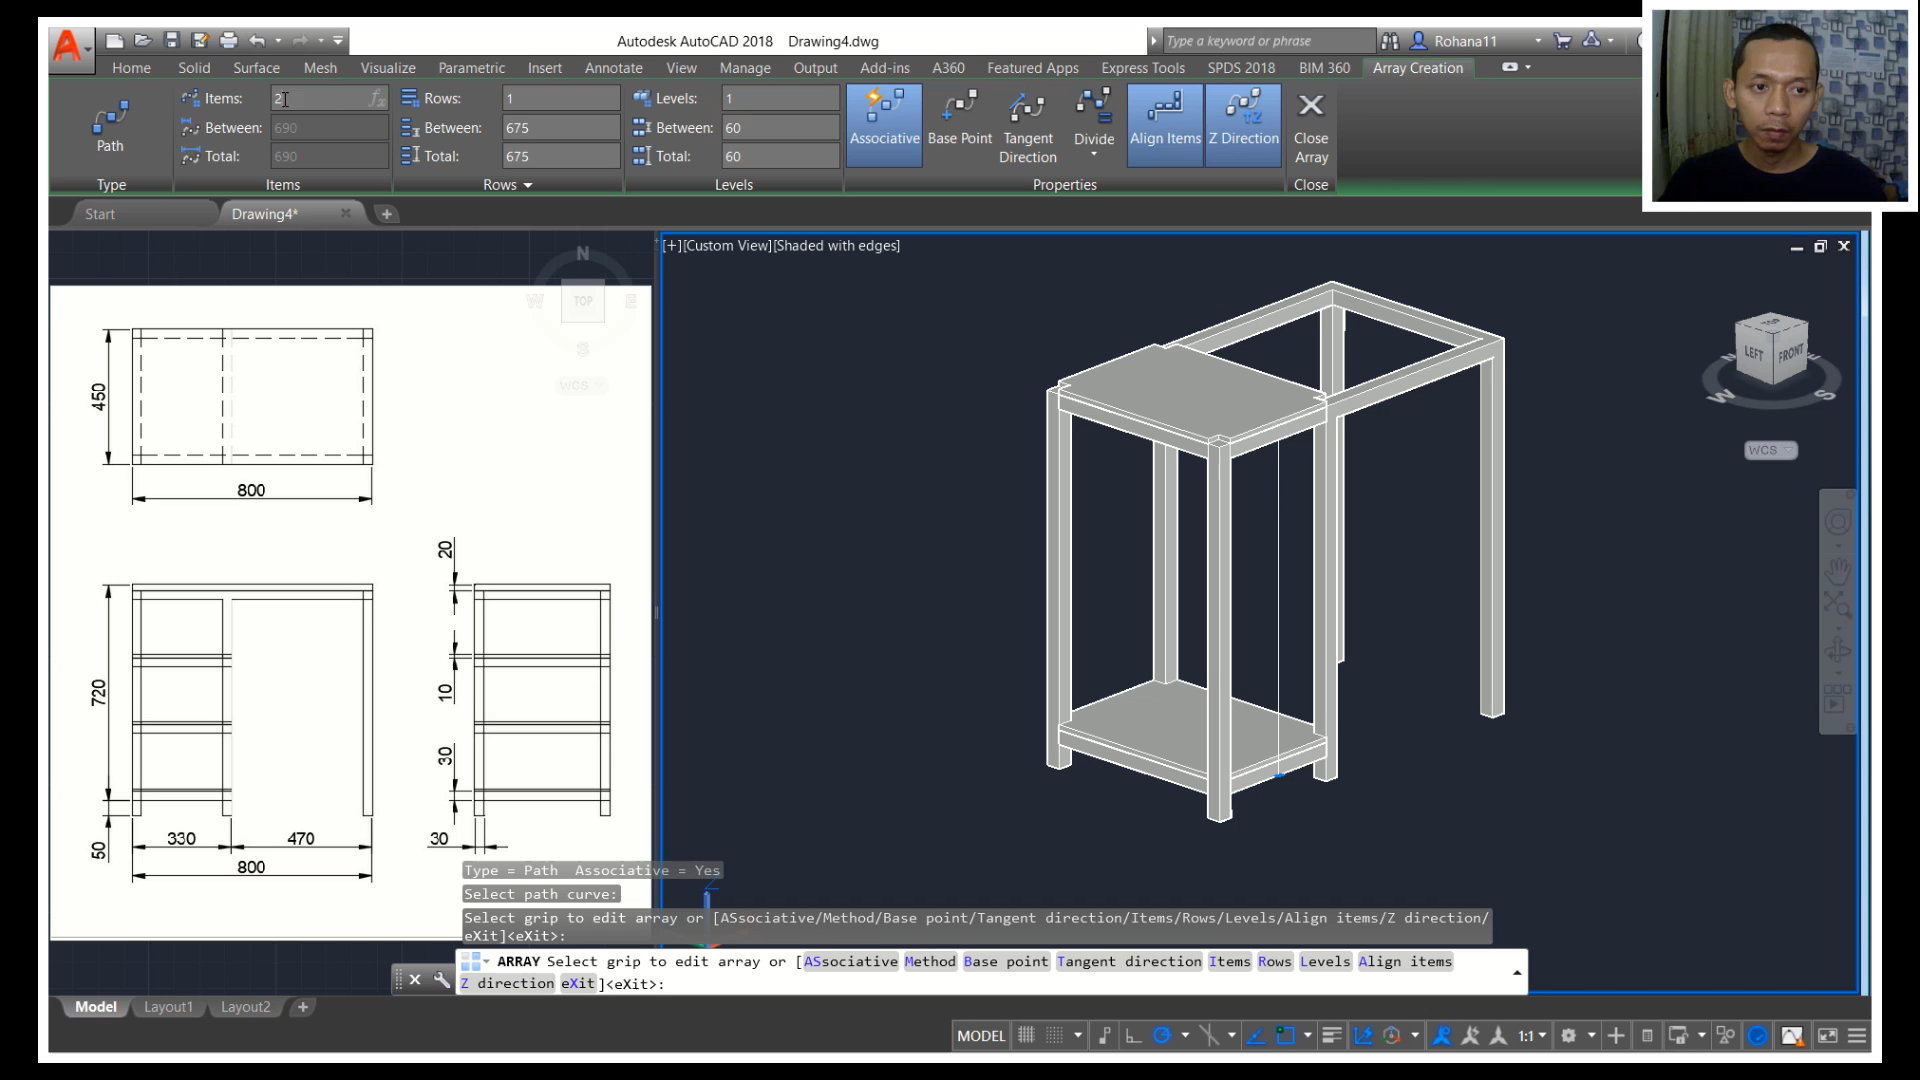 Autodesk AutoCAD 2018 Drawing4.dwg
Type a keyword or phrase
Rohana11
Home Solid Surface Mesh Visualize Parametric Insert Annotate View Manage Output Add-ins A360 Featured Apps Express Tools SPDS 2018 BIM 360 Array Creation
Path
Type
Items: 2
Between: 690
Total: 690
Items
Rows: 1
Between: 675
Total: 675
Rows
Levels: 1
Between: 60
Total: 60
Levels
Associative
Base Point
Tangent
Direction
Divide
Align Items
Z Direction
Properties
Close
Array
Close
Start
Drawing4*
[+][Custom View][Shaded with edges]
N
W
TOP
E
S
WCS
450
800
20
720
10
30
50
330
470
30
800
TOP
LEFT
FRONT
W
S
WCS
Type = Path Associative = Yes
Select path curve:
Select grip to edit array or [ASsociative/Method/Base point/Tangent direction/Items/Rows/Levels/Align items/Z direction/
eXit]<eXit>:
ARRAY Select grip to edit array or [ASsociative Method Base point Tangent direction Items Rows Levels Align items
Z direction eXit]<eXit>:
Model Layout1 Layout2
MODEL
1:1